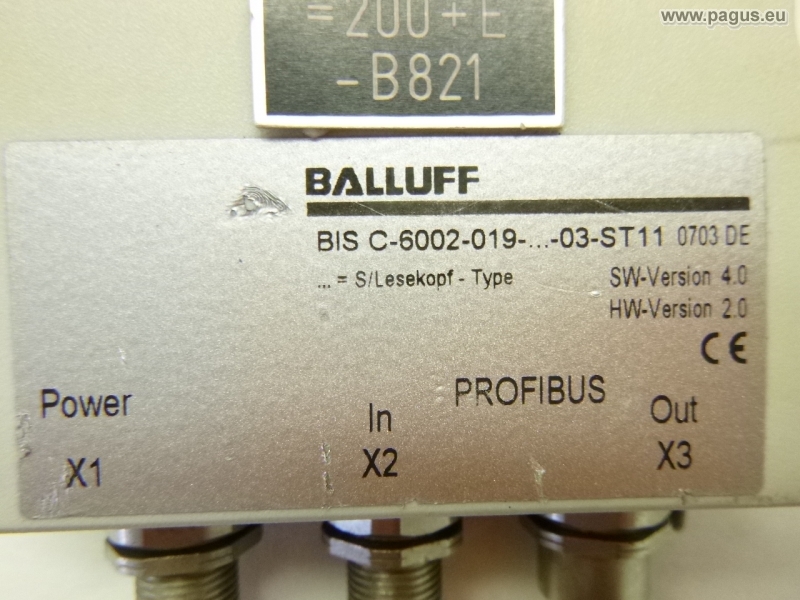 www.pagus.eu
=200+E
-B821
BALLUFF
BIS C-6002-019-...-03-ST11 0703 DE
... = S/Lesekopf - Type SW-Version 4.0
HW-Version 2.0
CE
PROFIBUS
Power In Out
X1 X2 X3